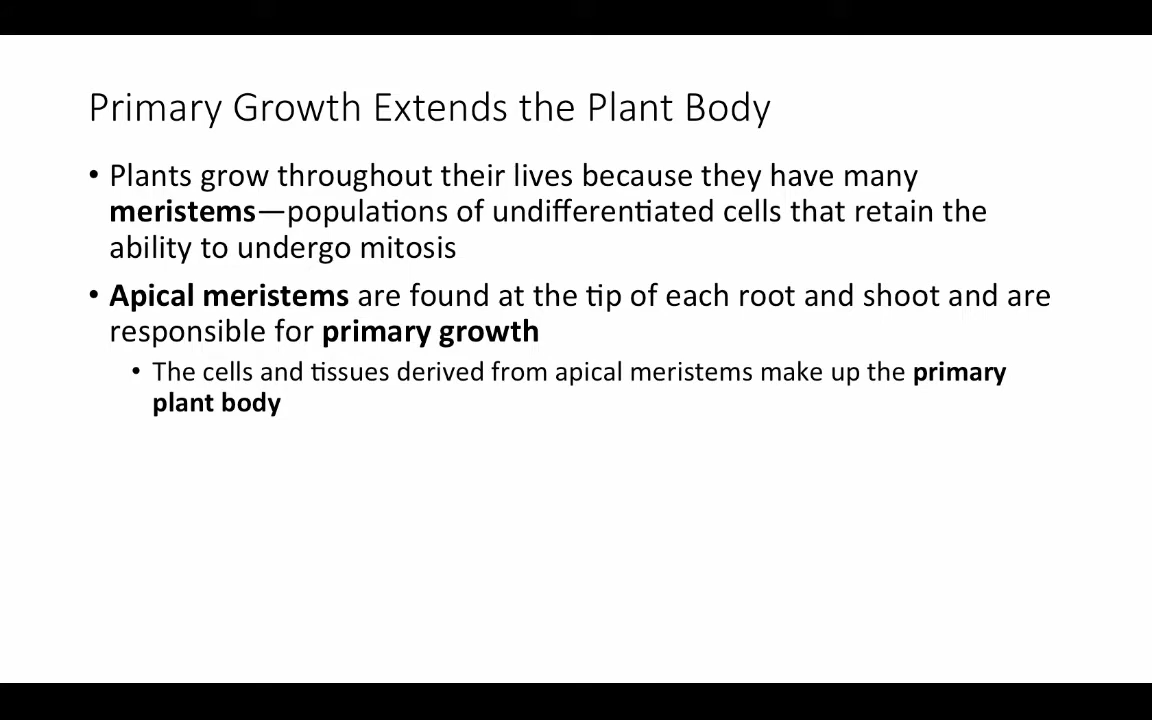 Primary Growth Extends the Plant Body
• Plants grow throughout their lives because they have many
meristems—populations of undifferentiated cells that retain the
ability to undergo mitosis
• Apical meristems are found at the tip of each root and shoot and are
responsible for primary growth
• The cells and tissues derived from apical meristems make up the primary
plant body